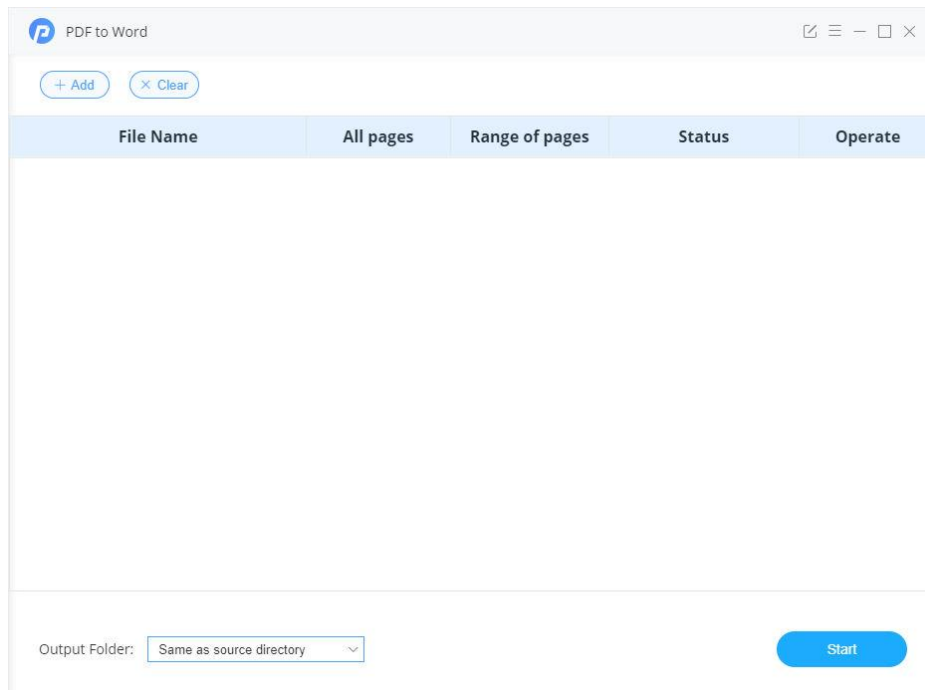 PDF to Word
+ Add × Clear
File Name All pages Range of pages Status Operate
Output Folder: Same as source directory Start